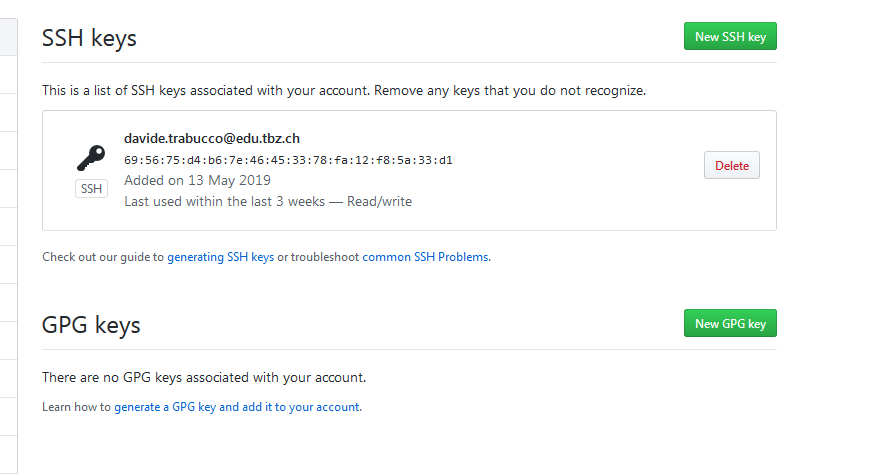 SSH keys
New SSH key
This is a list of SSH keys associated with your account. Remove any keys that you do not recognize.
davide.trabucco@edu.tbz.ch
69:56:75:d4:b6:7e:46:45:33:78:fa:12:f8:5a:33:d1
SSH
Added on 13 May 2019
Last used within the last 3 weeks — Read/write
Delete
Check out our guide to generating SSH keys or troubleshoot common SSH Problems.
GPG keys
New GPG key
There are no GPG keys associated with your account.
Learn how to generate a GPG key and add it to your account.